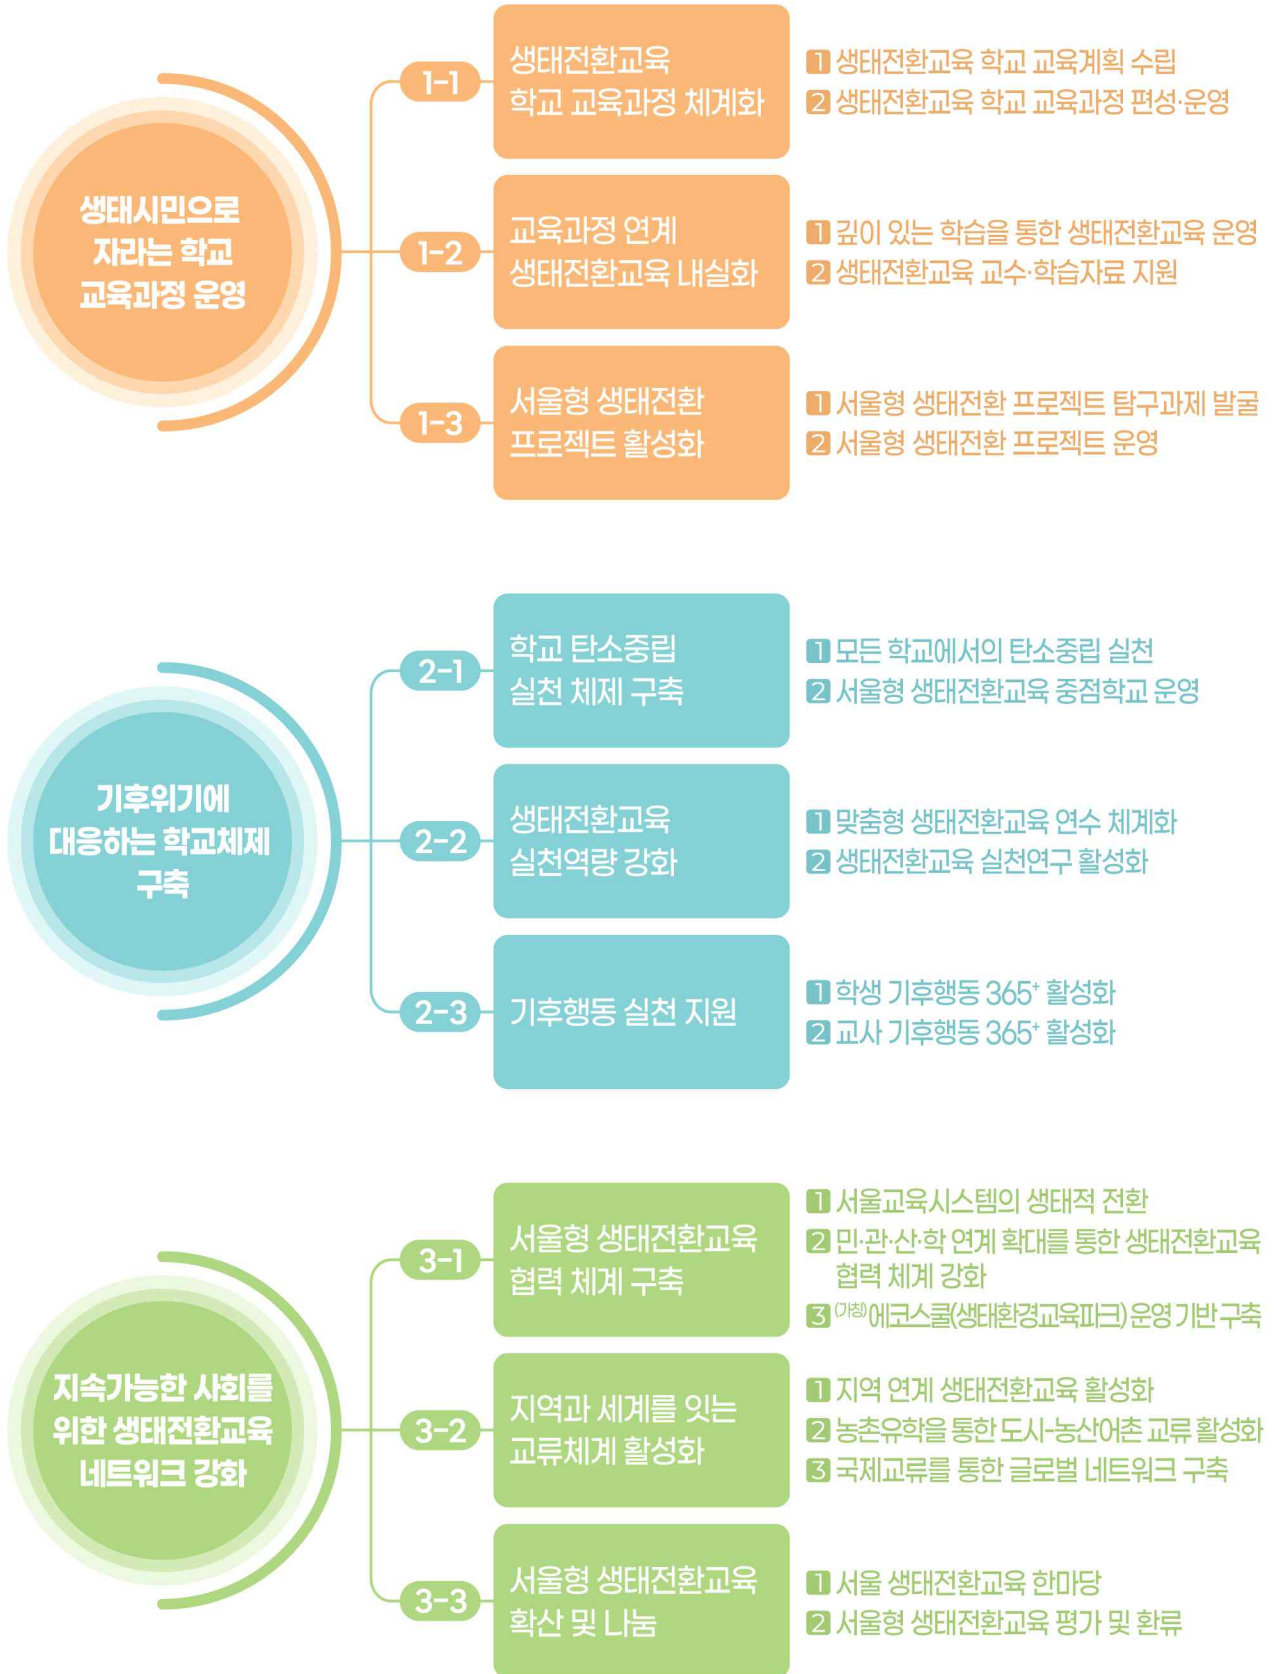 생태시민으로
자라는 학교
교육과정 운영
1-1
생태전환교육
학교 교육과정 체계화
1 생태전환교육 학교 교육계획 수립
2 생태전환교육 학교 교육과정 편성·운영
1-2
교육과정 연계
생태전환교육 내실화
1 깊이 있는 학습을 통한 생태전환교육 운영
2 생태전환교육 교수·학습자료 지원
1-3
서울형 생태전환
프로젝트 활성화
1 서울형 생태전환 프로젝트 탐구과제 발굴
2 서울형 생태전환 프로젝트 운영
기후위기에
대응하는 학교체제
구축
2-1
학교 탄소중립
실천 체제 구축
1 모든 학교에서의 탄소중립 실천
2 서울형 생태전환교육 중점학교 운영
2-2
생태전환교육
실천역량 강화
1 맞춤형 생태전환교육 연수 체계화
2 생태전환교육 실천연구 활성화
2-3
기후행동 실천 지원
1 학생 기후행동 365+ 활성화
2 교사 기후행동 365+ 활성화
지속가능한 사회를
위한 생태전환교육
네트워크 강화
3-1
서울형 생태전환교육
협력 체계 구축
1 서울교육시스템의 생태적 전환
2 민·관·산·학 연계 확대를 통한 생태전환교육
협력 체계 강화
3 (가칭)에코스쿨(생태환경교육파크) 운영 기반 구축
3-2
지역과 세계를 잇는
교류체계 활성화
1 지역 연계 생태전환교육 활성화
2 농촌유학을 통한 도시-농산어촌 교류 활성화
3 국제교류를 통한 글로벌 네트워크 구축
3-3
서울형 생태전환교육
확산 및 나눔
1 서울 생태전환교육 한마당
2 서울형 생태전환교육 평가 및 환류